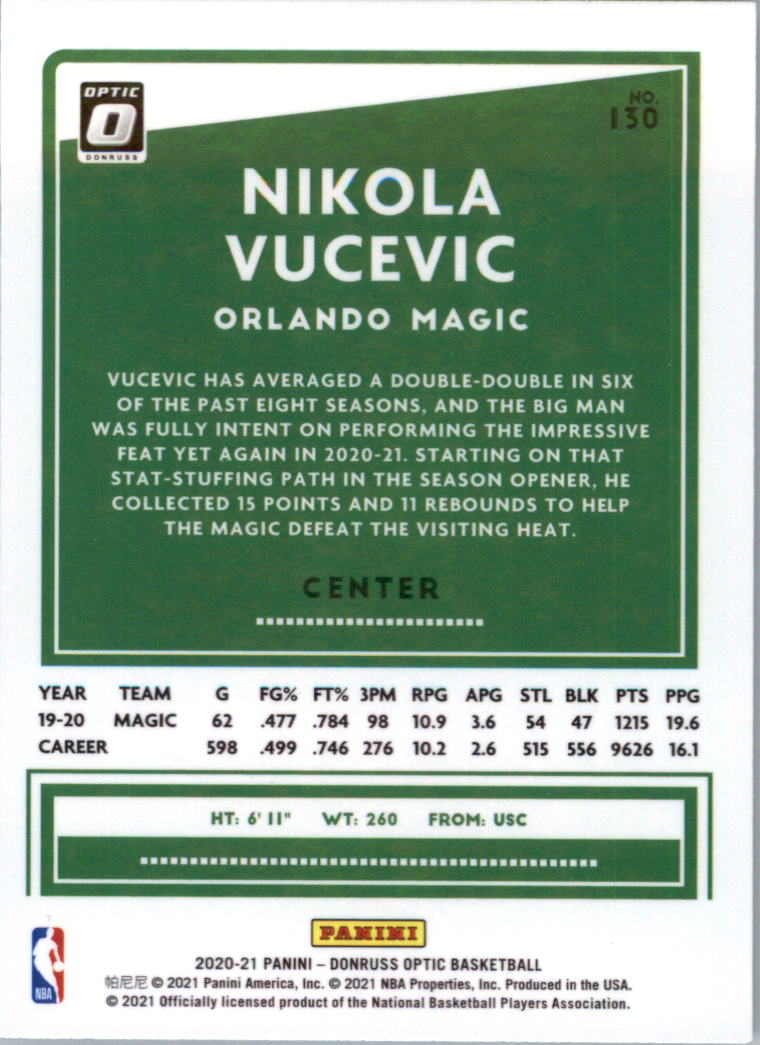 OPTIC
O
DONRUSS
NO.
130
NIKOLA
VUCEVIC
ORLANDO MAGIC
VUCEVIC HAS AVERAGED A DOUBLE-DOUBLE IN SIX
OF THE PAST EIGHT SEASONS, AND THE BIG MAN
WAS FULLY INTENT ON PERFORMING THE IMPRESSIVE
FEAT YET AGAIN IN 2020-21. STARTING ON THAT
STAT-STUFFING PATH IN THE SEASON OPENER, HE
COLLECTED 15 POINTS AND 11 REBOUNDS TO HELP
THE MAGIC DEFEAT THE VISITING HEAT.
CENTER
YEAR TEAM G FG% FT% 3PM RPG APG STL BLK PTS PPG
19-20 MAGIC 62 .477 .784 98 10.9 3.6 54 47 1215 19.6
CAREER 598 .499 .746 276 10.2 2.6 515 556 9626 16.1
HT: 6' 11" WT: 260 FROM: USC
PANINI
NBA
2020-21 PANINI – DONRUSS OPTIC BASKETBALL
帕尼尼 © 2021 Panini America, Inc. © 2021 NBA Properties, Inc. Produced in the USA.
© 2021 Officially licensed product of the National Basketball Players Association.